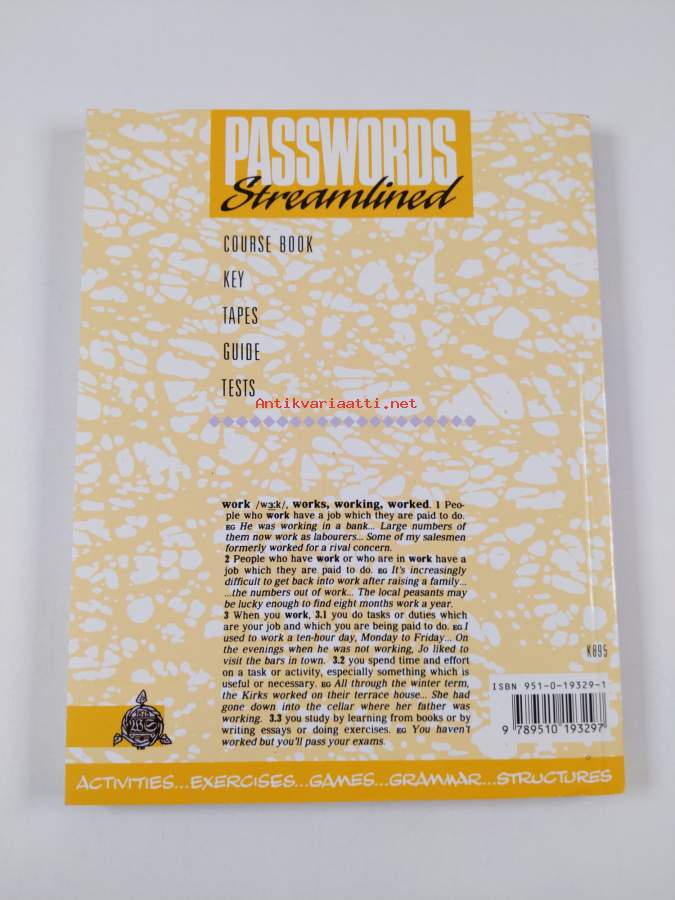 PASSWORDS
Streamlined
COURSE BOOK
KEY
TAPES
GUIDE
TESTS
Antikvariaatti.net
work /wɜ:k/, works, working, worked. 1 Peo-
ple who work have a job which they are paid to do.
EG He was working in a bank... Large numbers of
them now work as labourers... Some of my salesmen
formerly worked for a rival concern.
2 People who have work or who are in work have a
job which they are paid to do. EG It's increasingly
difficult to get back into work after raising a family...
...the numbers out of work... The local peasants may
be lucky enough to find eight months work a year.
3 When you work, 3.1 you do tasks or duties which
are your job and which you are being paid to do. EG I
used to work a ten-hour day, Monday to Friday... On
the evenings when he was not working, Jo liked to
visit the bars in town. 3.2 you spend time and effort
on a task or activity, especially something which is
useful or necessary. EG All through the winter term,
the Kirks worked on their terrace house... She had
gone down into the cellar where her father was
working. 3.3 you study by learning from books or by
writing essays or doing exercises. EG You haven't
worked but you'll pass your exams.
K895
ISBN 951-0-19329-1
9 789510 193297
ACTIVITIES...EXERCISES...GAMES...GRAMMAR...STRUCTURES